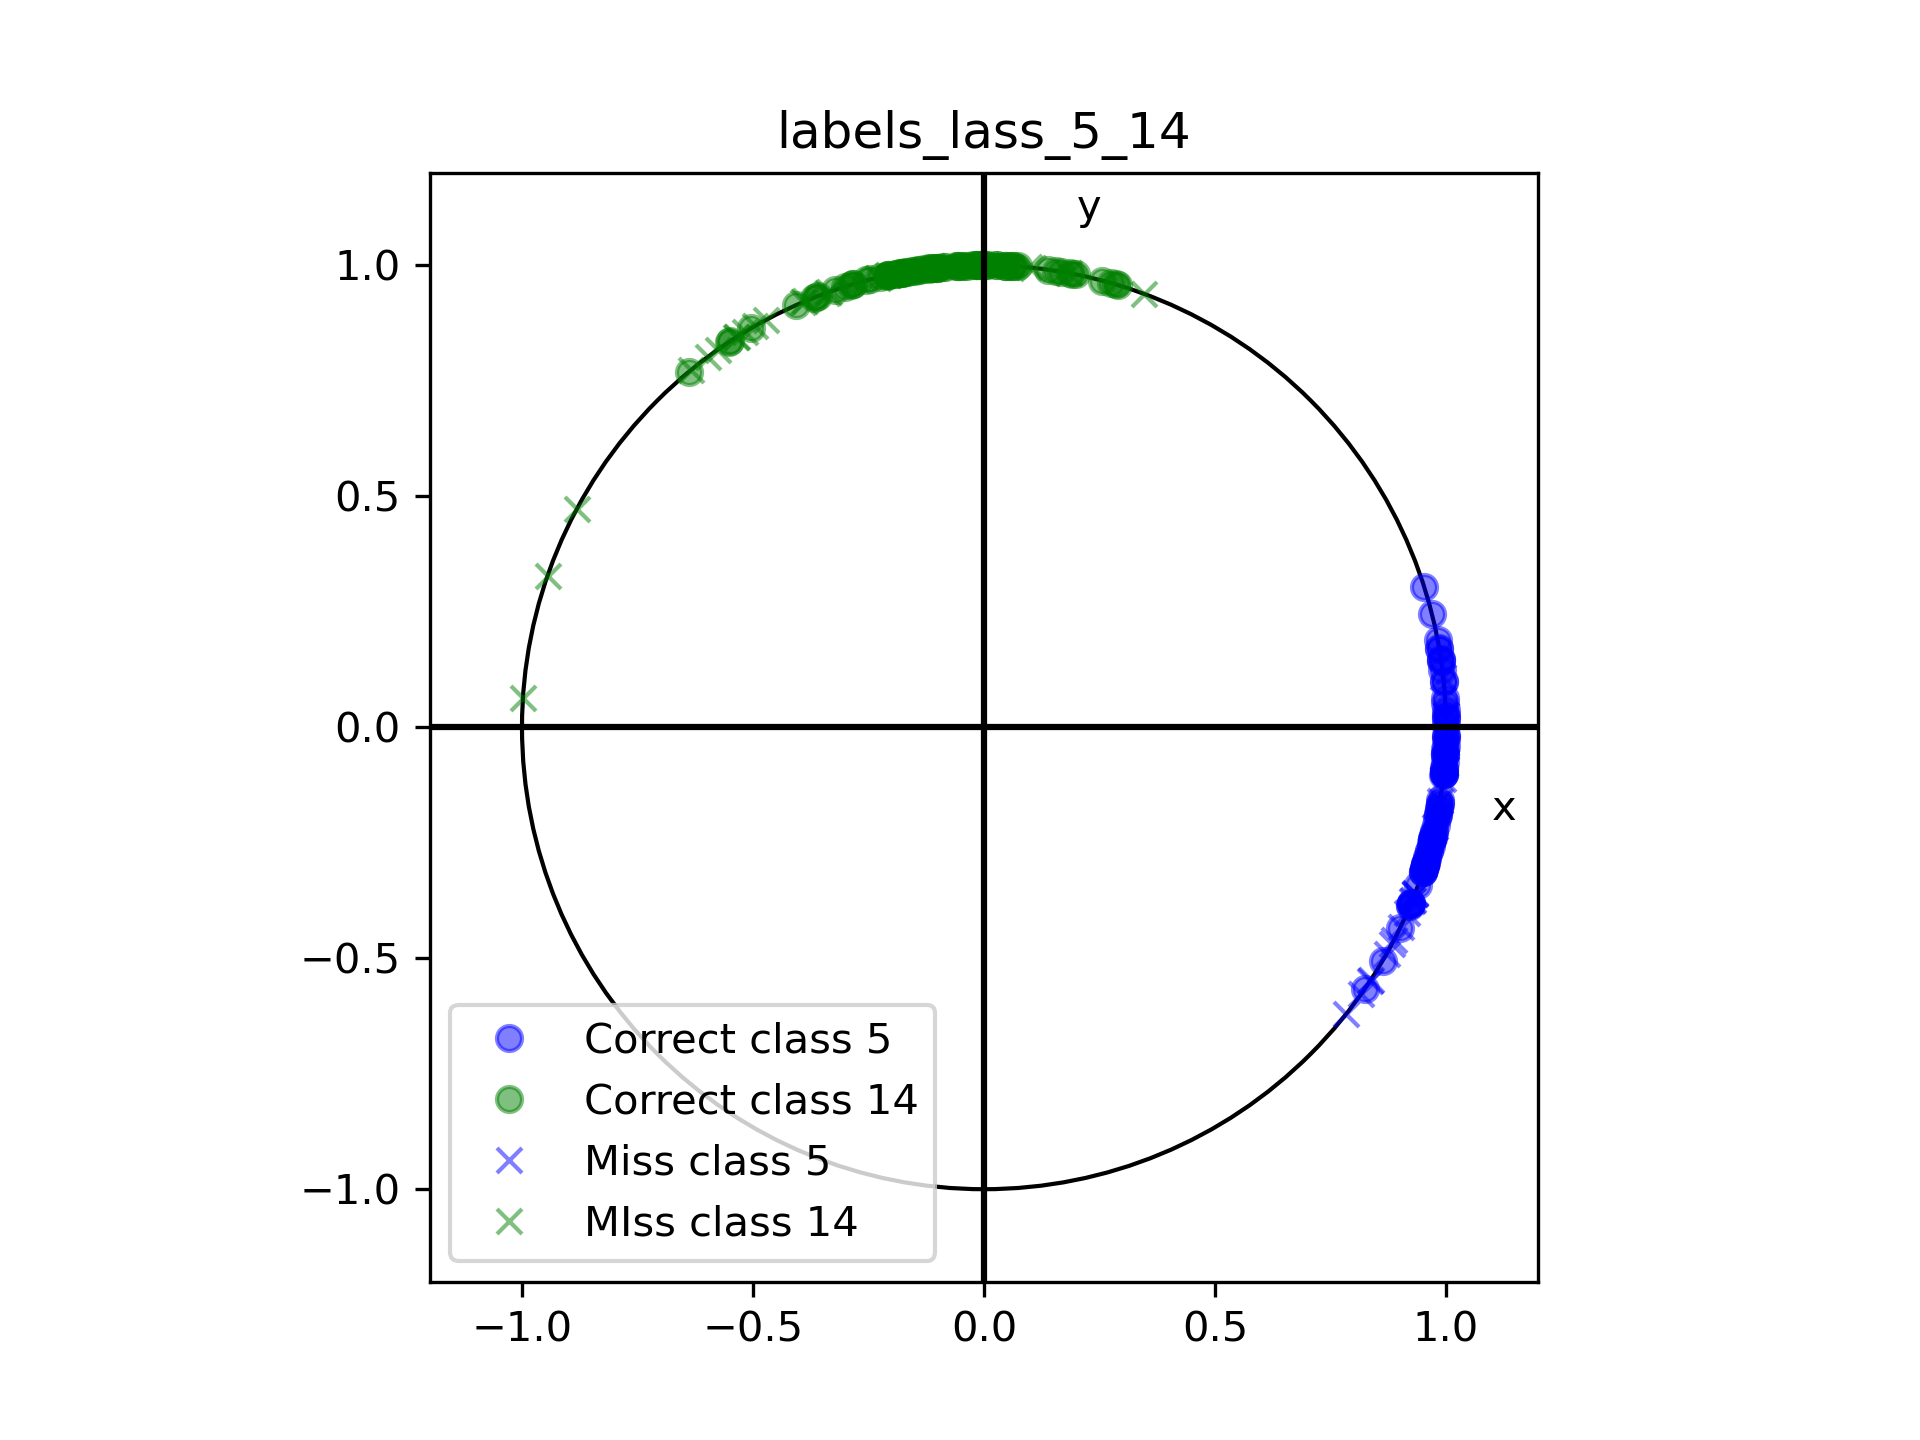 labels_lass_5_14
y
1.0
0.5
0.0
x
−0.5
−1.0
Correct class 5
Correct class 14
Miss class 5
MIss class 14
−1.0 −0.5 0.0 0.5 1.0